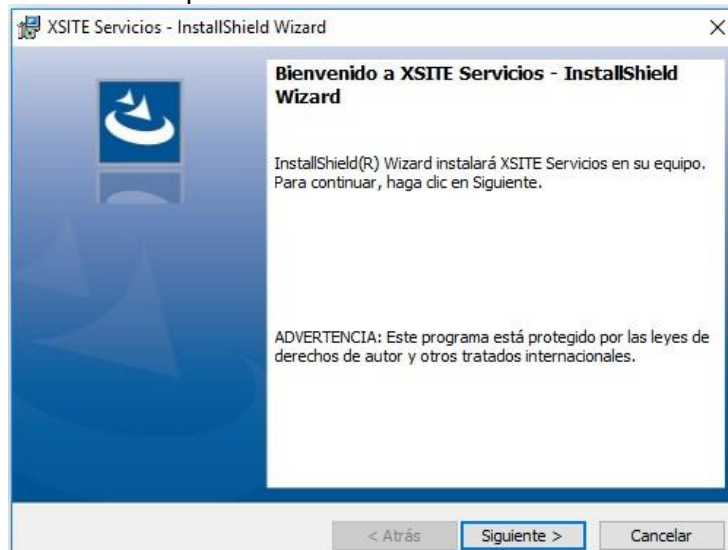 XSITE Servicios - InstallShield Wizard
Bienvenido a XSITE Servicios - InstallShield
Wizard
InstallShield(R) Wizard instalará XSITE Servicios en su equipo.
Para continuar, haga clic en Siguiente.
ADVERTENCIA: Este programa está protegido por las leyes de
derechos de autor y otros tratados internacionales.
< Atrás Siguiente > Cancelar